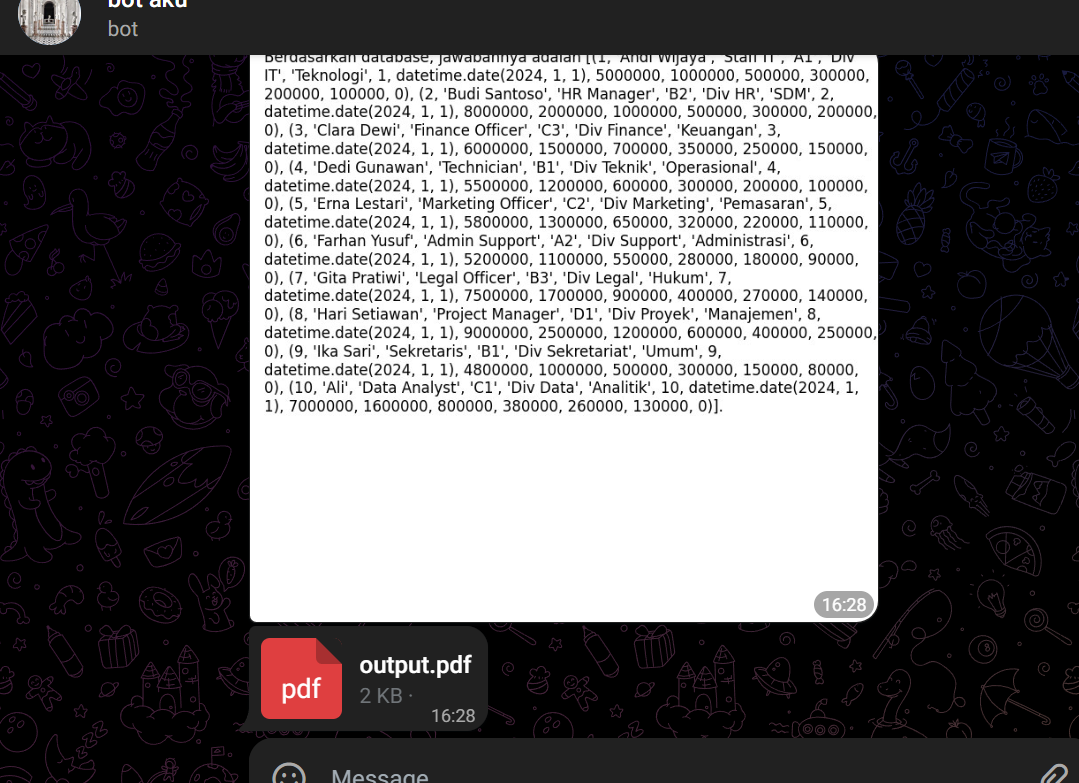 bot aku
bot
Berdasarkan database, jawabannya adalah [(1, 'Andi Wijaya', 'Staff IT', 'A1', 'Div
IT', 'Teknologi', 1, datetime.date(2024, 1, 1), 5000000, 1000000, 500000, 300000,
200000, 100000, 0), (2, 'Budi Santoso', 'HR Manager', 'B2', 'Div HR', 'SDM', 2,
datetime.date(2024, 1, 1), 8000000, 2000000, 1000000, 500000, 300000, 200000,
0), (3, 'Clara Dewi', 'Finance Officer', 'C3', 'Div Finance', 'Keuangan', 3,
datetime.date(2024, 1, 1), 6000000, 1500000, 700000, 350000, 250000, 150000,
0), (4, 'Dedi Gunawan', 'Technician', 'B1', 'Div Teknik', 'Operasional', 4,
datetime.date(2024, 1, 1), 5500000, 1200000, 600000, 300000, 200000, 100000,
0), (5, 'Erna Lestari', 'Marketing Officer', 'C2', 'Div Marketing', 'Pemasaran', 5,
datetime.date(2024, 1, 1), 5800000, 1300000, 650000, 320000, 220000, 110000,
0), (6, 'Farhan Yusuf', 'Admin Support', 'A2', 'Div Support', 'Administrasi', 6,
datetime.date(2024, 1, 1), 5200000, 1100000, 550000, 280000, 180000, 90000,
0), (7, 'Gita Pratiwi', 'Legal Officer', 'B3', 'Div Legal', 'Hukum', 7,
datetime.date(2024, 1, 1), 7500000, 1700000, 900000, 400000, 270000, 140000,
0), (8, 'Hari Setiawan', 'Project Manager', 'D1', 'Div Proyek', 'Manajemen', 8,
datetime.date(2024, 1, 1), 9000000, 2500000, 1200000, 600000, 400000, 250000,
0), (9, 'Ika Sari', 'Sekretaris', 'B1', 'Div Sekretariat', 'Umum', 9,
datetime.date(2024, 1, 1), 4800000, 1000000, 500000, 300000, 150000, 80000,
0), (10, 'Ali', 'Data Analyst', 'C1', 'Div Data', 'Analitik', 10, datetime.date(2024, 1,
1), 7000000, 1600000, 800000, 380000, 260000, 130000, 0)].
16:28
pdf
output.pdf
2 KB ·
16:28
Message